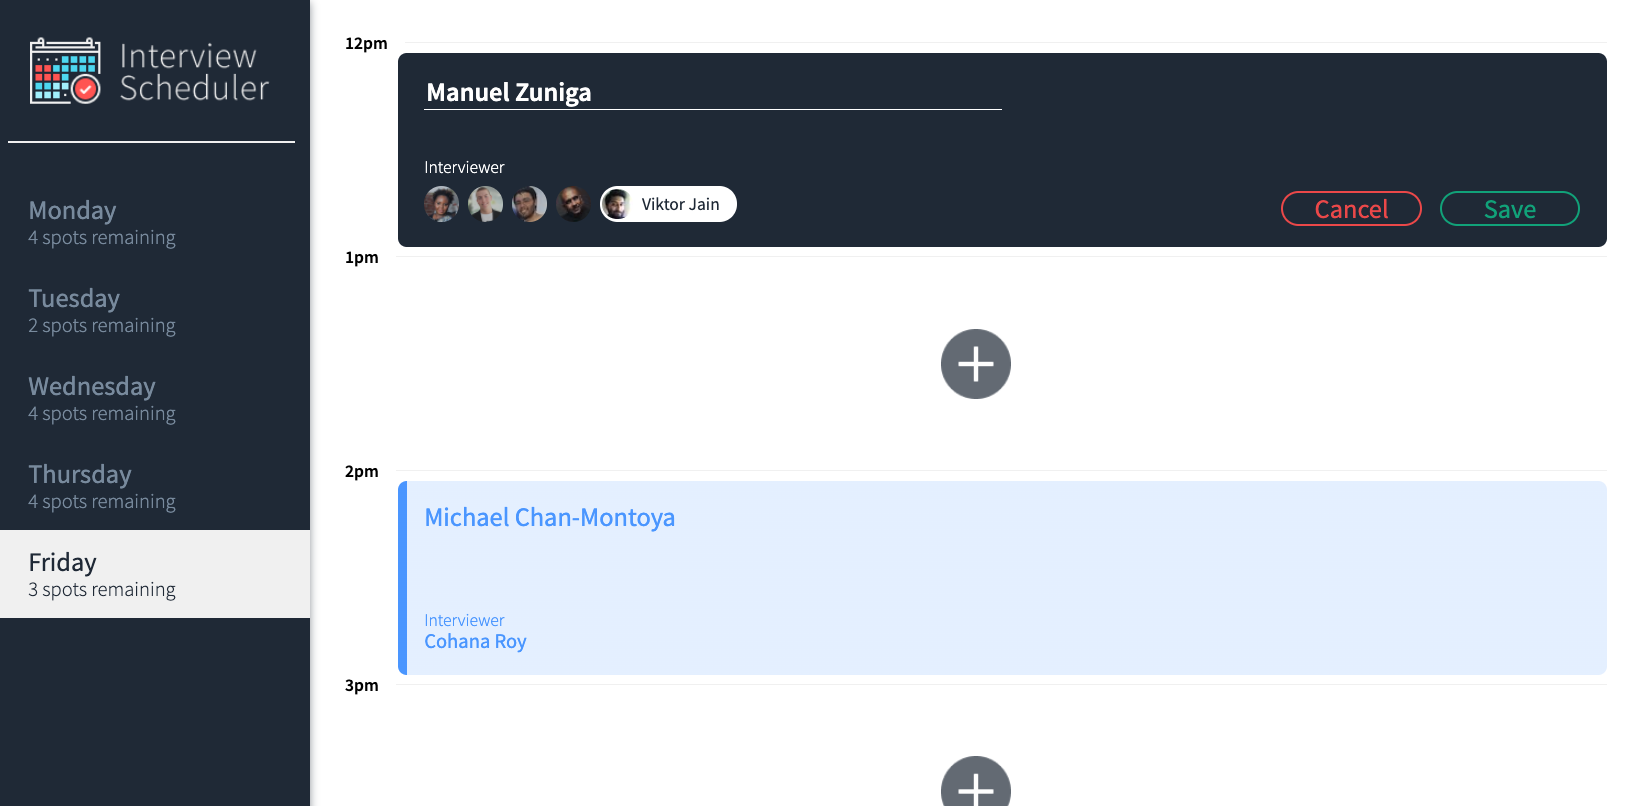 Interview
Scheduler
Monday
4 spots remaining
Tuesday
2 spots remaining
Wednesday
4 spots remaining
Thursday
4 spots remaining
Friday
3 spots remaining
12pm
Manuel Zuniga
Interviewer
Viktor Jain
Cancel
Save
1pm
2pm
Michael Chan-Montoya
Interviewer
Cohana Roy
3pm